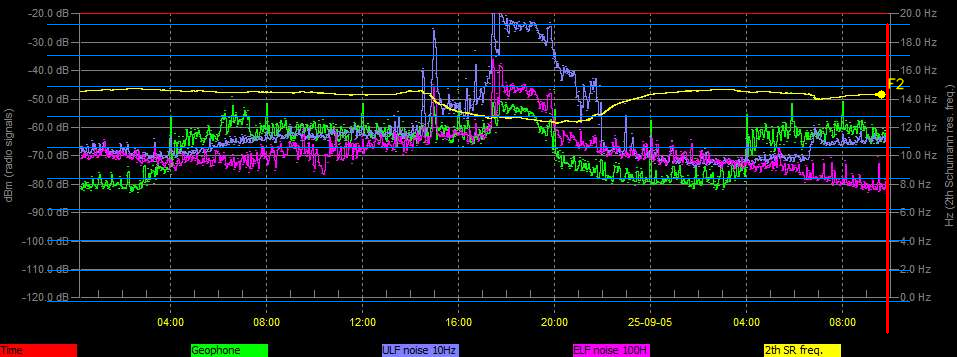 -20.0 dB 20.0 Hz
-30.0 dB 18.0 Hz
-40.0 dB 16.0 Hz
F2
-50.0 dB 14.0 Hz
-60.0 dB 12.0 Hz
-70.0 dB 10.0 Hz
-80.0 dB 8.0 Hz
-90.0 dB 6.0 Hz
-100.0 dB 4.0 Hz
-110.0 dB 2.0 Hz
-120.0 dB 0.0 Hz
dBm (radio signals)
Hz (2th Schumann res. freq.)
04:00 08:00 12:00 16:00 20:00 25-09-05 04:00 08:00
Time Geophone ULF noise 10Hz ELF noise 100H 2th SR freq.